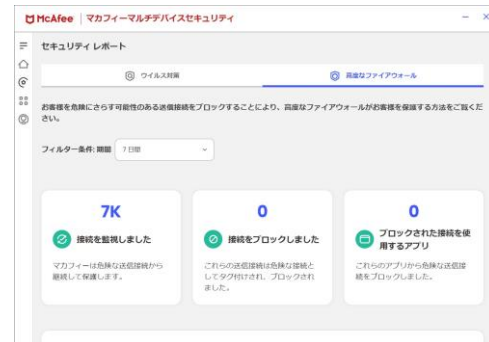 McAfee | マカフィーマルチデバイスセキュリティ
セキュリティ レポート
ウイルス対策
高度なファイアウォール
お客様を危険にさらす可能性のある送信接続をブロックすることにより、高度なファイアウォールがお客様を保護する方法をご覧くだ
さい。
フィルター条件: 期間
7 日間
7K
接続を監視しました
マカフィーは危険な送信接続から
継続して保護します。
0
接続をブロックしました
これらの送信接続は危険な接続と
してタグ付けされ、ブロックされ
ました。
0
ブロックされた接続を使
用するアプリ
これらのアプリから危険な送信接
続をブロックしました。